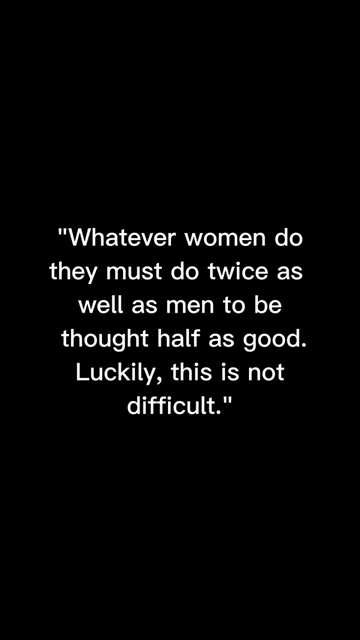 "Whatever women do
they must do twice as
well as men to be
thought half as good.
Luckily, this is not
difficult."